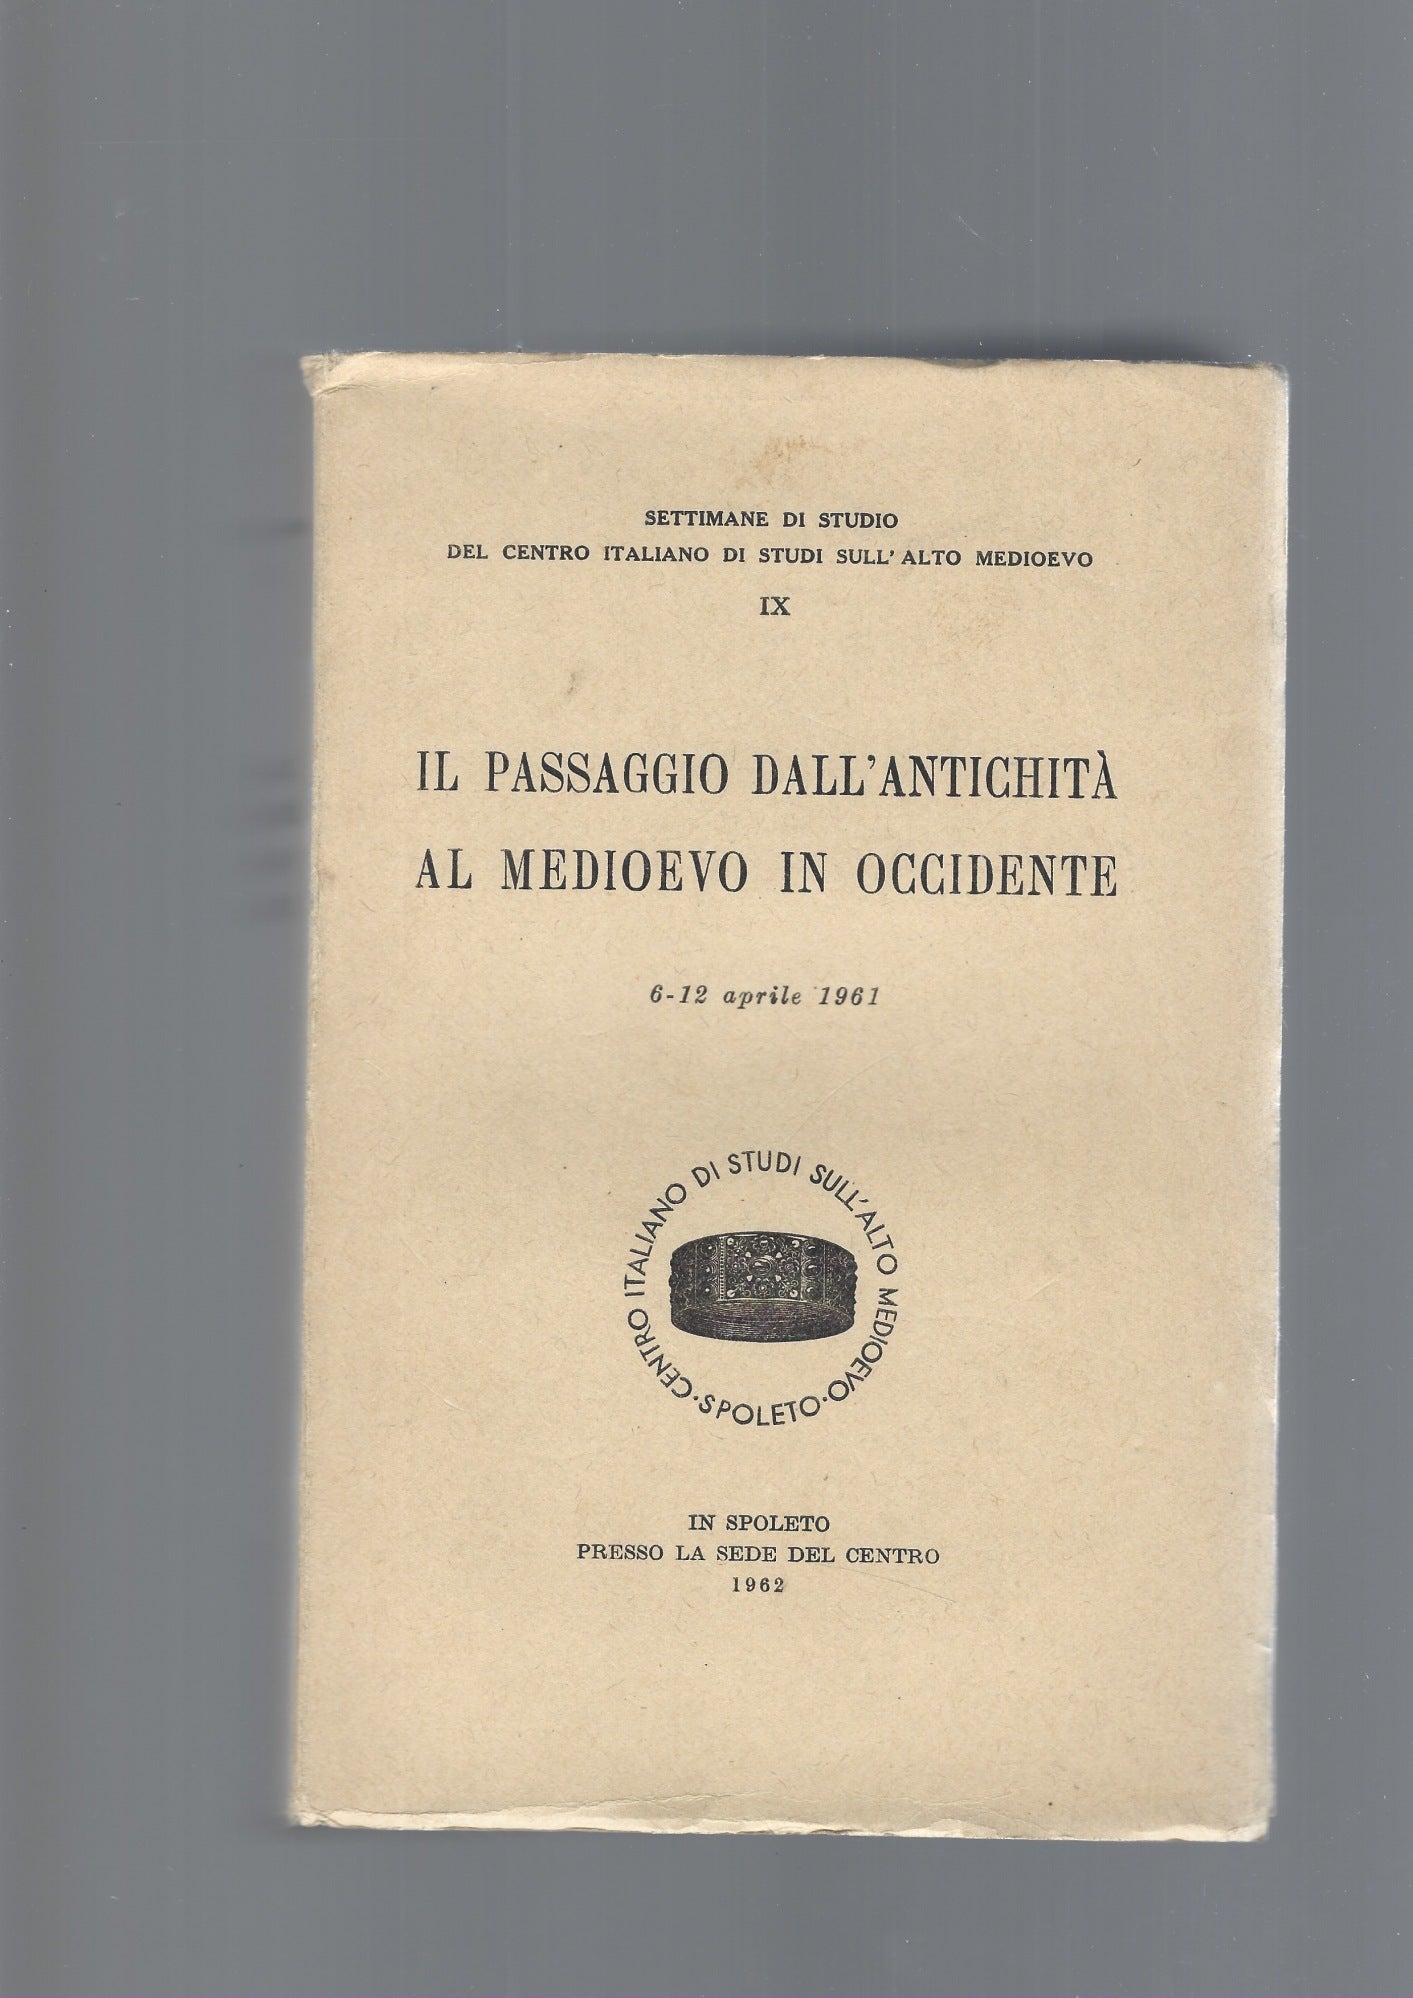 SETTIMANE DI STUDIO
DEL CENTRO ITALIANO DI STUDI SULL' ALTO MEDIOEVO
IX
IL PASSAGGIO DALL'ANTICHITÀ
AL MEDIOEVO IN OCCIDENTE
6-12 aprile 1961
CENTRO ITALIANO DI STUDI SULL'ALTO MEDIOEVO · SPOLETO ·
IN SPOLETO
PRESSO LA SEDE DEL CENTRO
1962